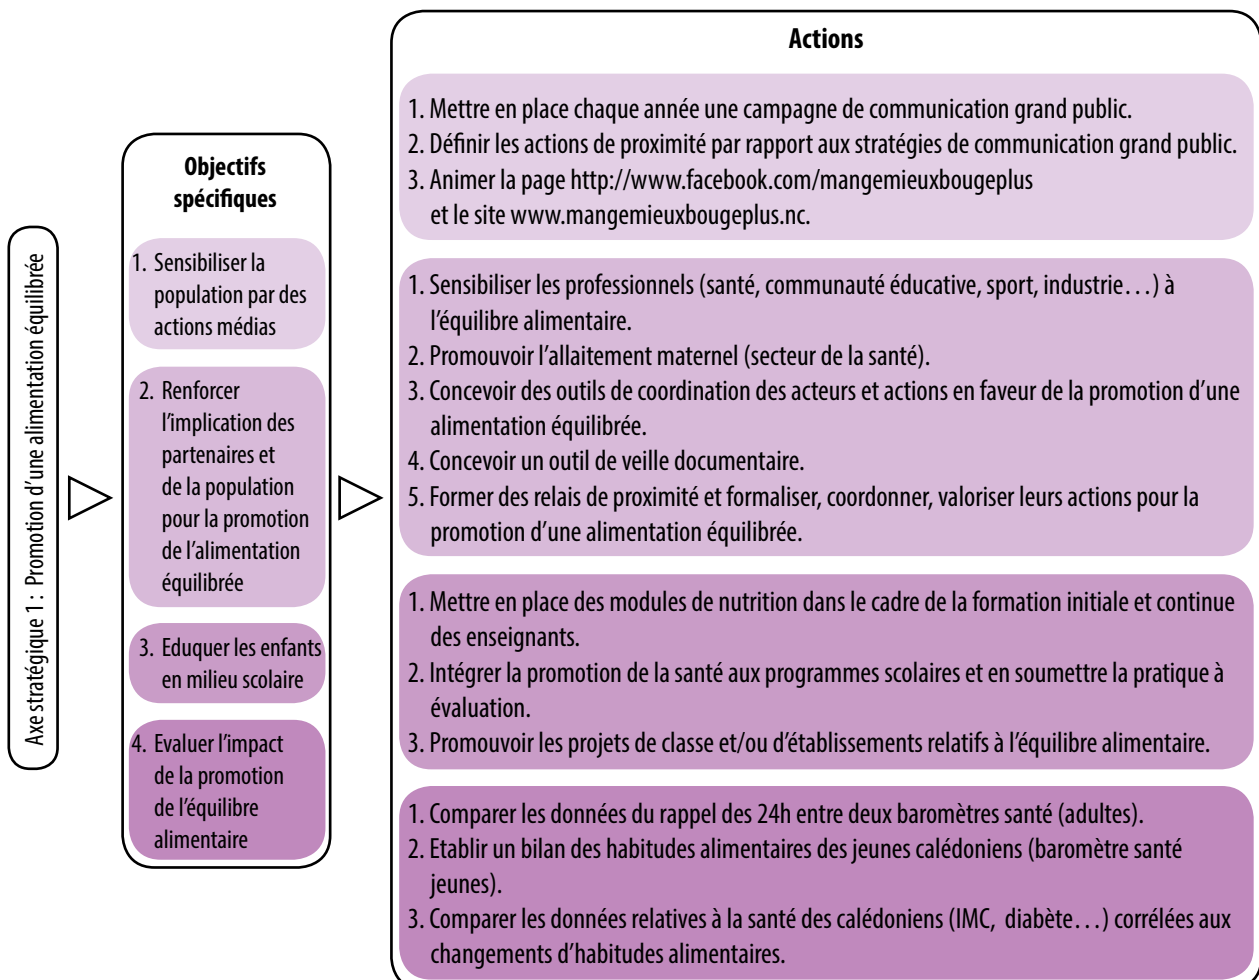 Axe stratégique 1 : Promotion d'une alimentation équilibrée
Objectifs
spécifiques
1. Sensibiliser la
population par des
actions médias
2. Renforcer
l'implication des
partenaires et
de la population
pour la promotion
de l'alimentation
équilibrée
3. Eduquer les enfants
en milieu scolaire
4. Evaluer l'impact
de la promotion
de l'équilibre
alimentaire
Actions
1. Mettre en place chaque année une campagne de communication grand public.
2. Définir les actions de proximité par rapport aux stratégies de communication grand public.
3. Animer la page http://www.facebook.com/mangemieuxbougeplus
et le site www.mangemieuxbougeplus.nc.
1. Sensibiliser les professionnels (santé, communauté éducative, sport, industrie…) à
l'équilibre alimentaire.
2. Promouvoir l'allaitement maternel (secteur de la santé).
3. Concevoir des outils de coordination des acteurs et actions en faveur de la promotion d'une
alimentation équilibrée.
4. Concevoir un outil de veille documentaire.
5. Former des relais de proximité et formaliser, coordonner, valoriser leurs actions pour la
promotion d'une alimentation équilibrée.
1. Mettre en place des modules de nutrition dans le cadre de la formation initiale et continue
des enseignants.
2. Intégrer la promotion de la santé aux programmes scolaires et en soumettre la pratique à
évaluation.
3. Promouvoir les projets de classe et/ou d'établissements relatifs à l'équilibre alimentaire.
1. Comparer les données du rappel des 24h entre deux baromètres santé (adultes).
2. Etablir un bilan des habitudes alimentaires des jeunes calédoniens (baromètre santé
jeunes).
3. Comparer les données relatives à la santé des calédoniens (IMC, diabète…) corrélées aux
changements d'habitudes alimentaires.